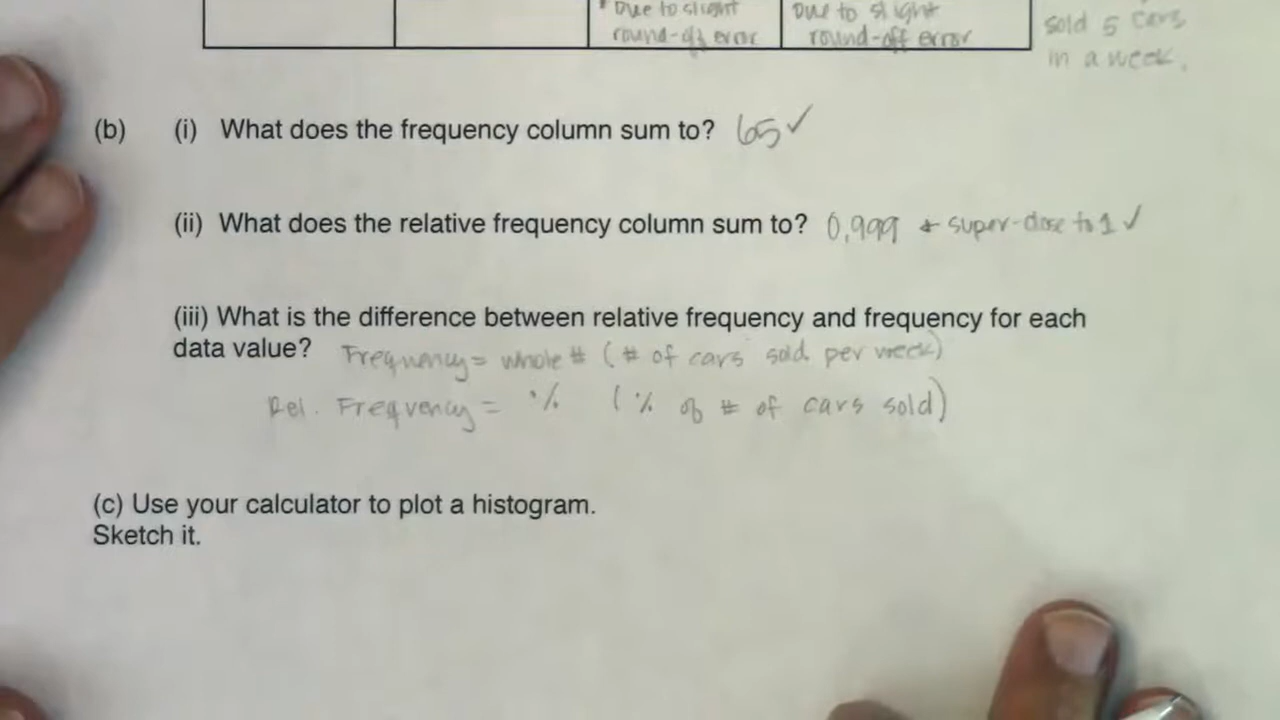 * Due to slight
round-off error
Due to slight
round-off error
sold 5 cars
in a week.
(b) (i) What does the frequency column sum to? 65 ✓
(ii) What does the relative frequency column sum to? 0.999 * super-close to 1 ✓
(iii) What is the difference between relative frequency and frequency for each
data value? Frequency = whole # (# of cars sold per week)
Rel. Frequency = % (% of # of cars sold)
(c) Use your calculator to plot a histogram.
Sketch it.